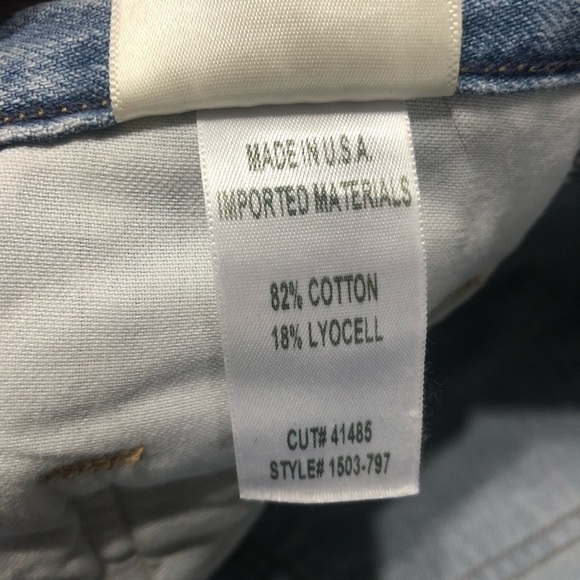 MADE IN U.S.A.
IMPORTED MATERIALS
82% COTTON
18% LYOCELL
CUT# 41485
STYLE# 1503-797